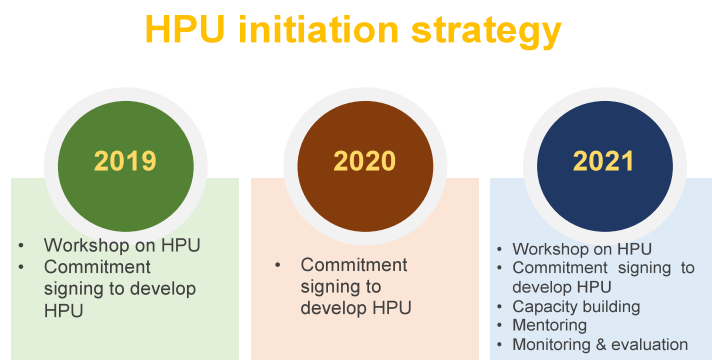 HPU initiation strategy
2019
• Workshop on HPU
• Commitment
signing to develop
HPU
2020
• Commitment
signing to
develop HPU
2021
• Workshop on HPU
• Commitment signing to
develop HPU
• Capacity building
• Mentoring
• Monitoring & evaluation